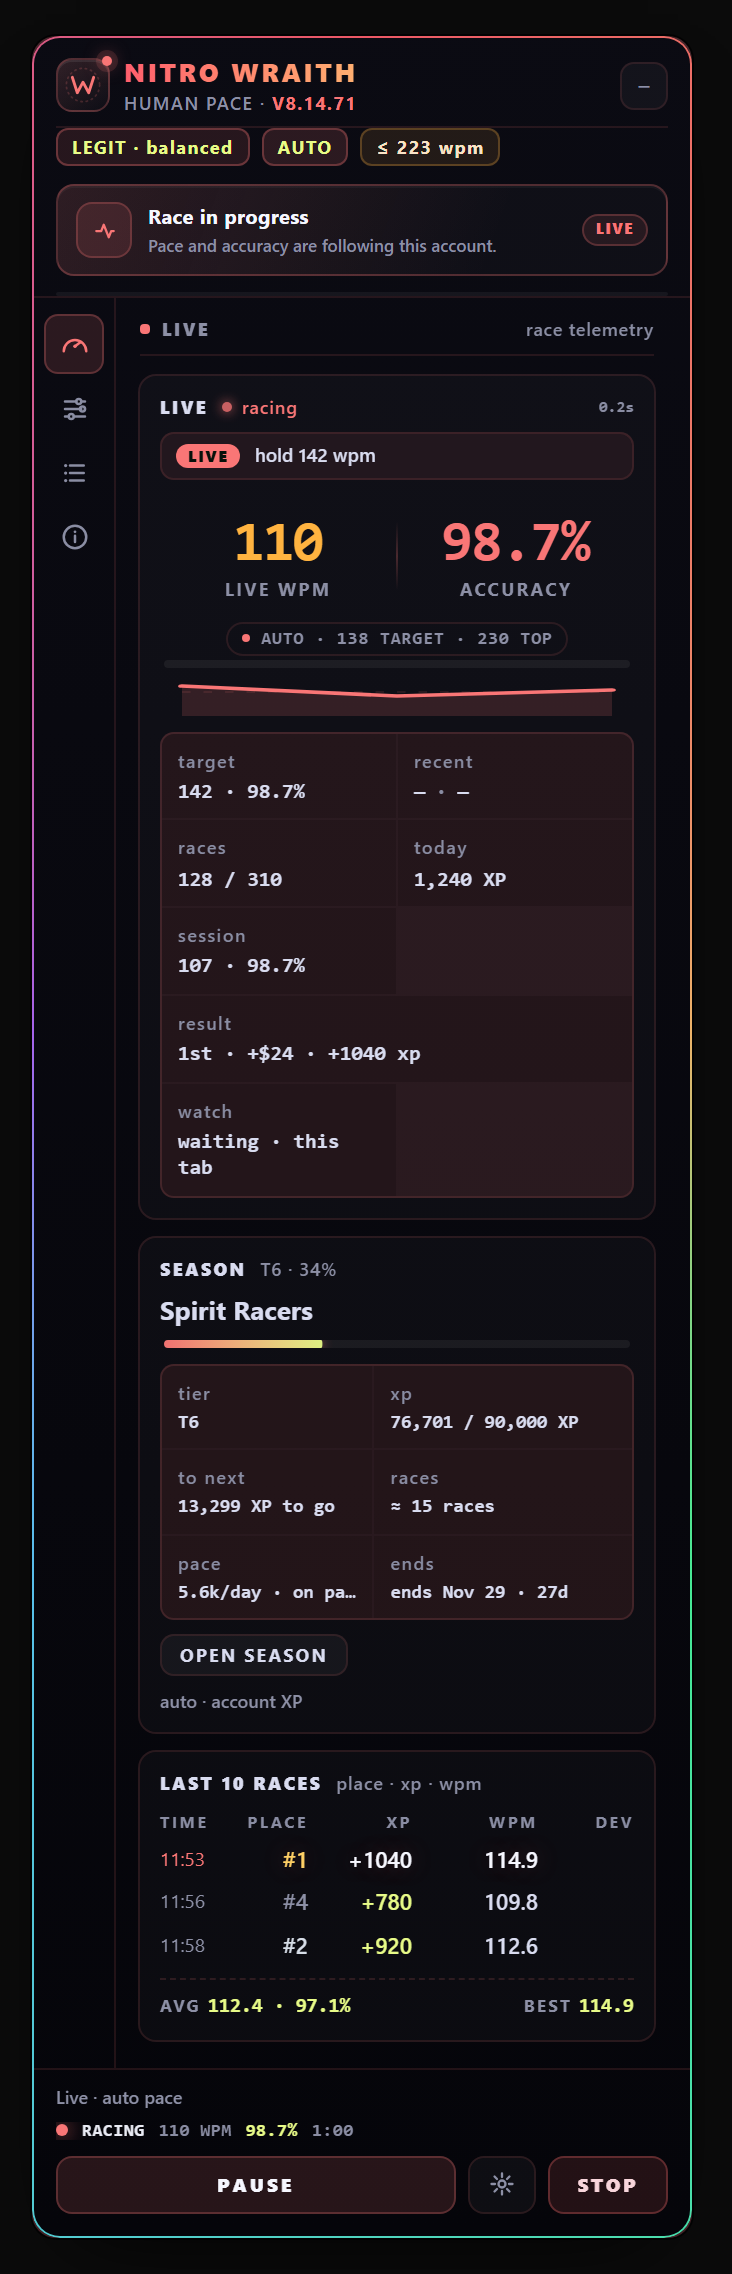 W
NITRO WRAITH
HUMAN PACE · V8.14.71
–
LEGIT · balanced AUTO ≤ 223 wpm
Race in progress
Pace and accuracy are following this account.
LIVE
LIVE race telemetry
LIVE racing 0.2s
LIVE hold 142 wpm
110 98.7%
LIVE WPM ACCURACY
AUTO · 138 TARGET · 230 TOP
target recent
142 · 98.7% — · —
races today
128 / 310 1,240 XP
session
107 · 98.7%
result
1st · +$24 · +1040 xp
watch
waiting · this
tab
SEASON T6 · 34%
Spirit Racers
tier xp
T6 76,701 / 90,000 XP
to next races
13,299 XP to go ≈ 15 races
pace ends
5.6k/day · on pa… ends Nov 29 · 27d
OPEN SEASON
auto · account XP
LAST 10 RACES place · xp · wpm
TIME PLACE XP WPM DEV
11:53 #1 +1040 114.9
11:56 #4 +780 109.8
11:58 #2 +920 112.6
AVG 112.4 · 97.1% BEST 114.9
Live · auto pace
RACING 110 WPM 98.7% 1:00
PAUSE STOP